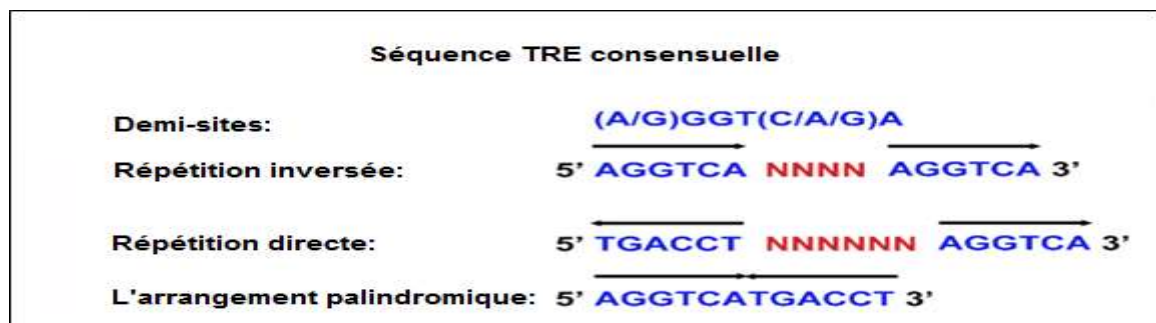 Séquence TRE consensuelle
Demi-sites: (A/G)GGT(C/A/G)A
Répétition inversée: 5’ AGGTCA NNNN AGGTCA 3’
Répétition directe: 5’ TGACCT NNNNNN AGGTCA 3’
L'arrangement palindromique: 5’ AGGTCATGACCT 3’